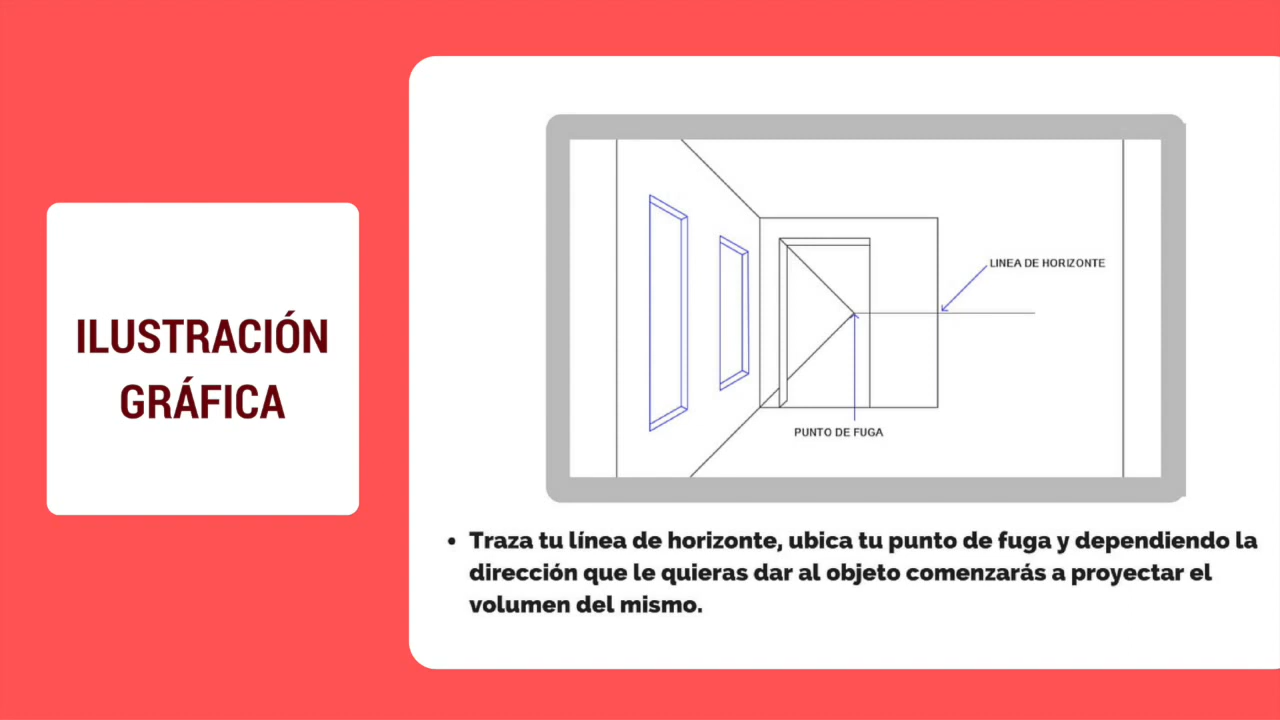 ILUSTRACIÓN
GRÁFICA
LINEA DE HORIZONTE
PUNTO DE FUGA
• Traza tu línea de horizonte, ubica tu punto de fuga y dependiendo la
dirección que le quieras dar al objeto comenzarás a proyectar el
volumen del mismo.